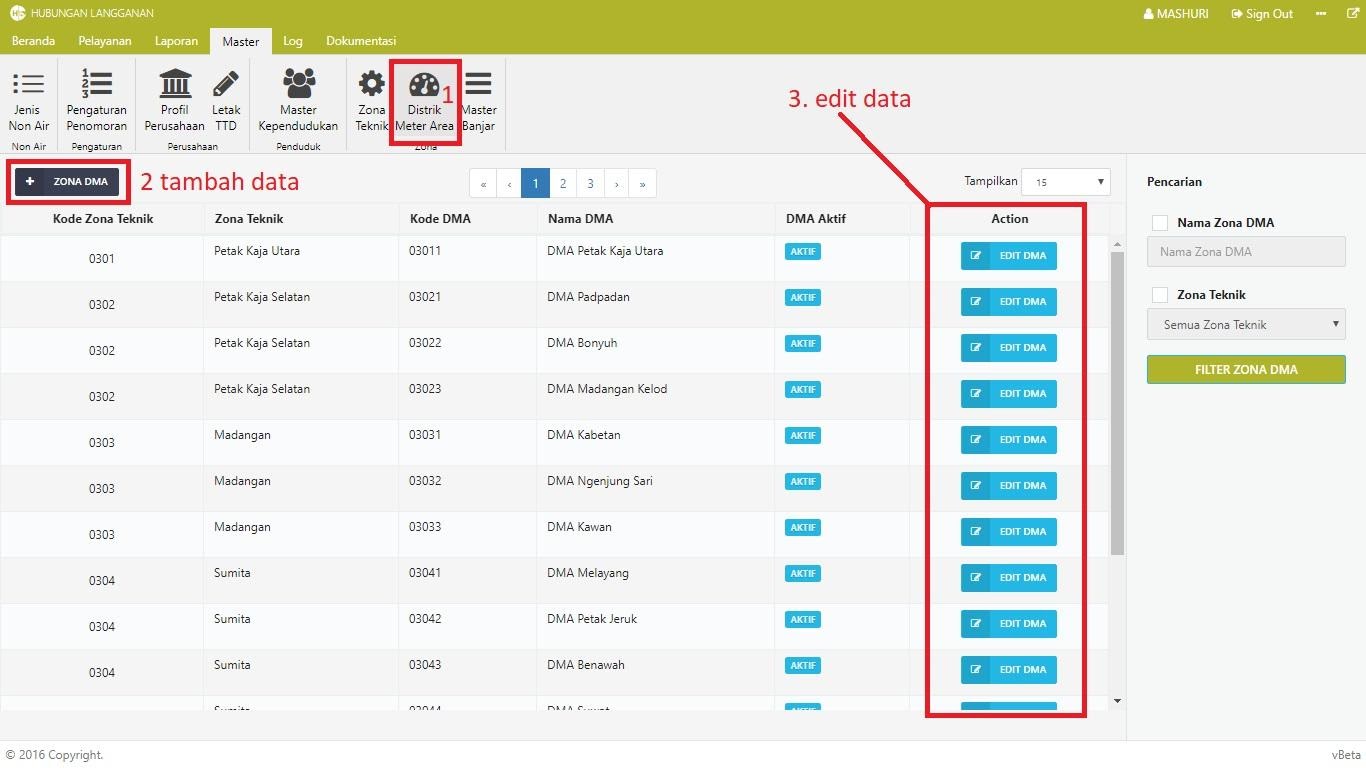 HUBUNGAN LANGGANAN
MASHURI Sign Out
Beranda Pelayanan Laporan Master Log Dokumentasi
Jenis Non Air
Pengaturan Penomoran
Profil Perusahaan
Letak TTD
Master Kependudukan
Zona Teknik
Distrik Meter Area
Master Banjar
Non Air Pengaturan Perusahaan Penduduk Zona
1
3. edit data
+ ZONA DMA
2 tambah data
« ‹ 1 2 3 › »
Tampilkan 15
Kode Zona Teknik Zona Teknik Kode DMA Nama DMA DMA Aktif Action
0301 Petak Kaja Utara 03011 DMA Petak Kaja Utara AKTIF EDIT DMA
0302 Petak Kaja Selatan 03021 DMA Padpadan AKTIF EDIT DMA
0302 Petak Kaja Selatan 03022 DMA Bonyuh AKTIF EDIT DMA
0302 Petak Kaja Selatan 03023 DMA Madangan Kelod AKTIF EDIT DMA
0303 Madangan 03031 DMA Kabetan AKTIF EDIT DMA
0303 Madangan 03032 DMA Ngenjung Sari AKTIF EDIT DMA
0303 Madangan 03033 DMA Kawan AKTIF EDIT DMA
0304 Sumita 03041 DMA Melayang AKTIF EDIT DMA
0304 Sumita 03042 DMA Petak Jeruk AKTIF EDIT DMA
0304 Sumita 03043 DMA Benawah AKTIF EDIT DMA
Pencarian
Nama Zona DMA
Nama Zona DMA
Zona Teknik
Semua Zona Teknik
FILTER ZONA DMA
© 2016 Copyright.
vBeta